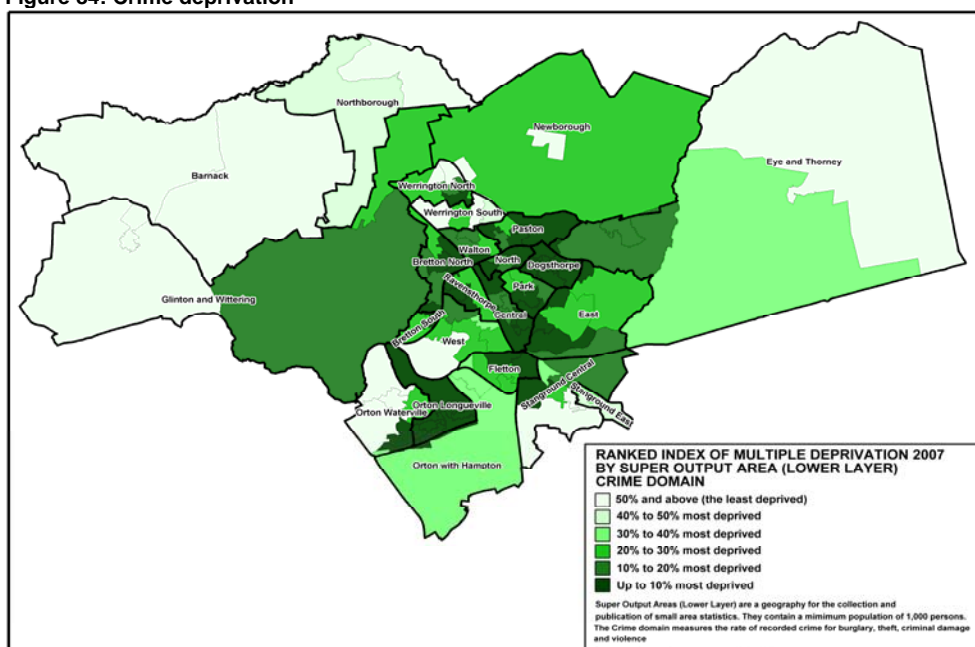 Figure 84: Crime deprivation
Northborough
Newborough
Barnack
Eye and Thorney
Werrington North
Werrington South
Paston
Walton
North
Bretton North
Dogsthorpe
Ravensthorpe
Park
Glinton and Wittering
Central
East
Bretton South
West
Fletton
Stanground Central
Stanground East
Orton Longueville
Orton Waterville
Orton with Hampton
RANKED INDEX OF MULTIPLE DEPRIVATION 2007
BY SUPER OUTPUT AREA (LOWER LAYER)
CRIME DOMAIN
50% and above (the least deprived)
40% to 50% most deprived
30% to 40% most deprived
20% to 30% most deprived
10% to 20% most deprived
Up to 10% most deprived
Super Output Areas (Lower Layer) are a geography for the collection and
publication of small area statistics. They contain a mimimum population of 1,000 persons.
The Crime domain measures the rate of recorded crime for burglary, theft, criminal damage
and violence